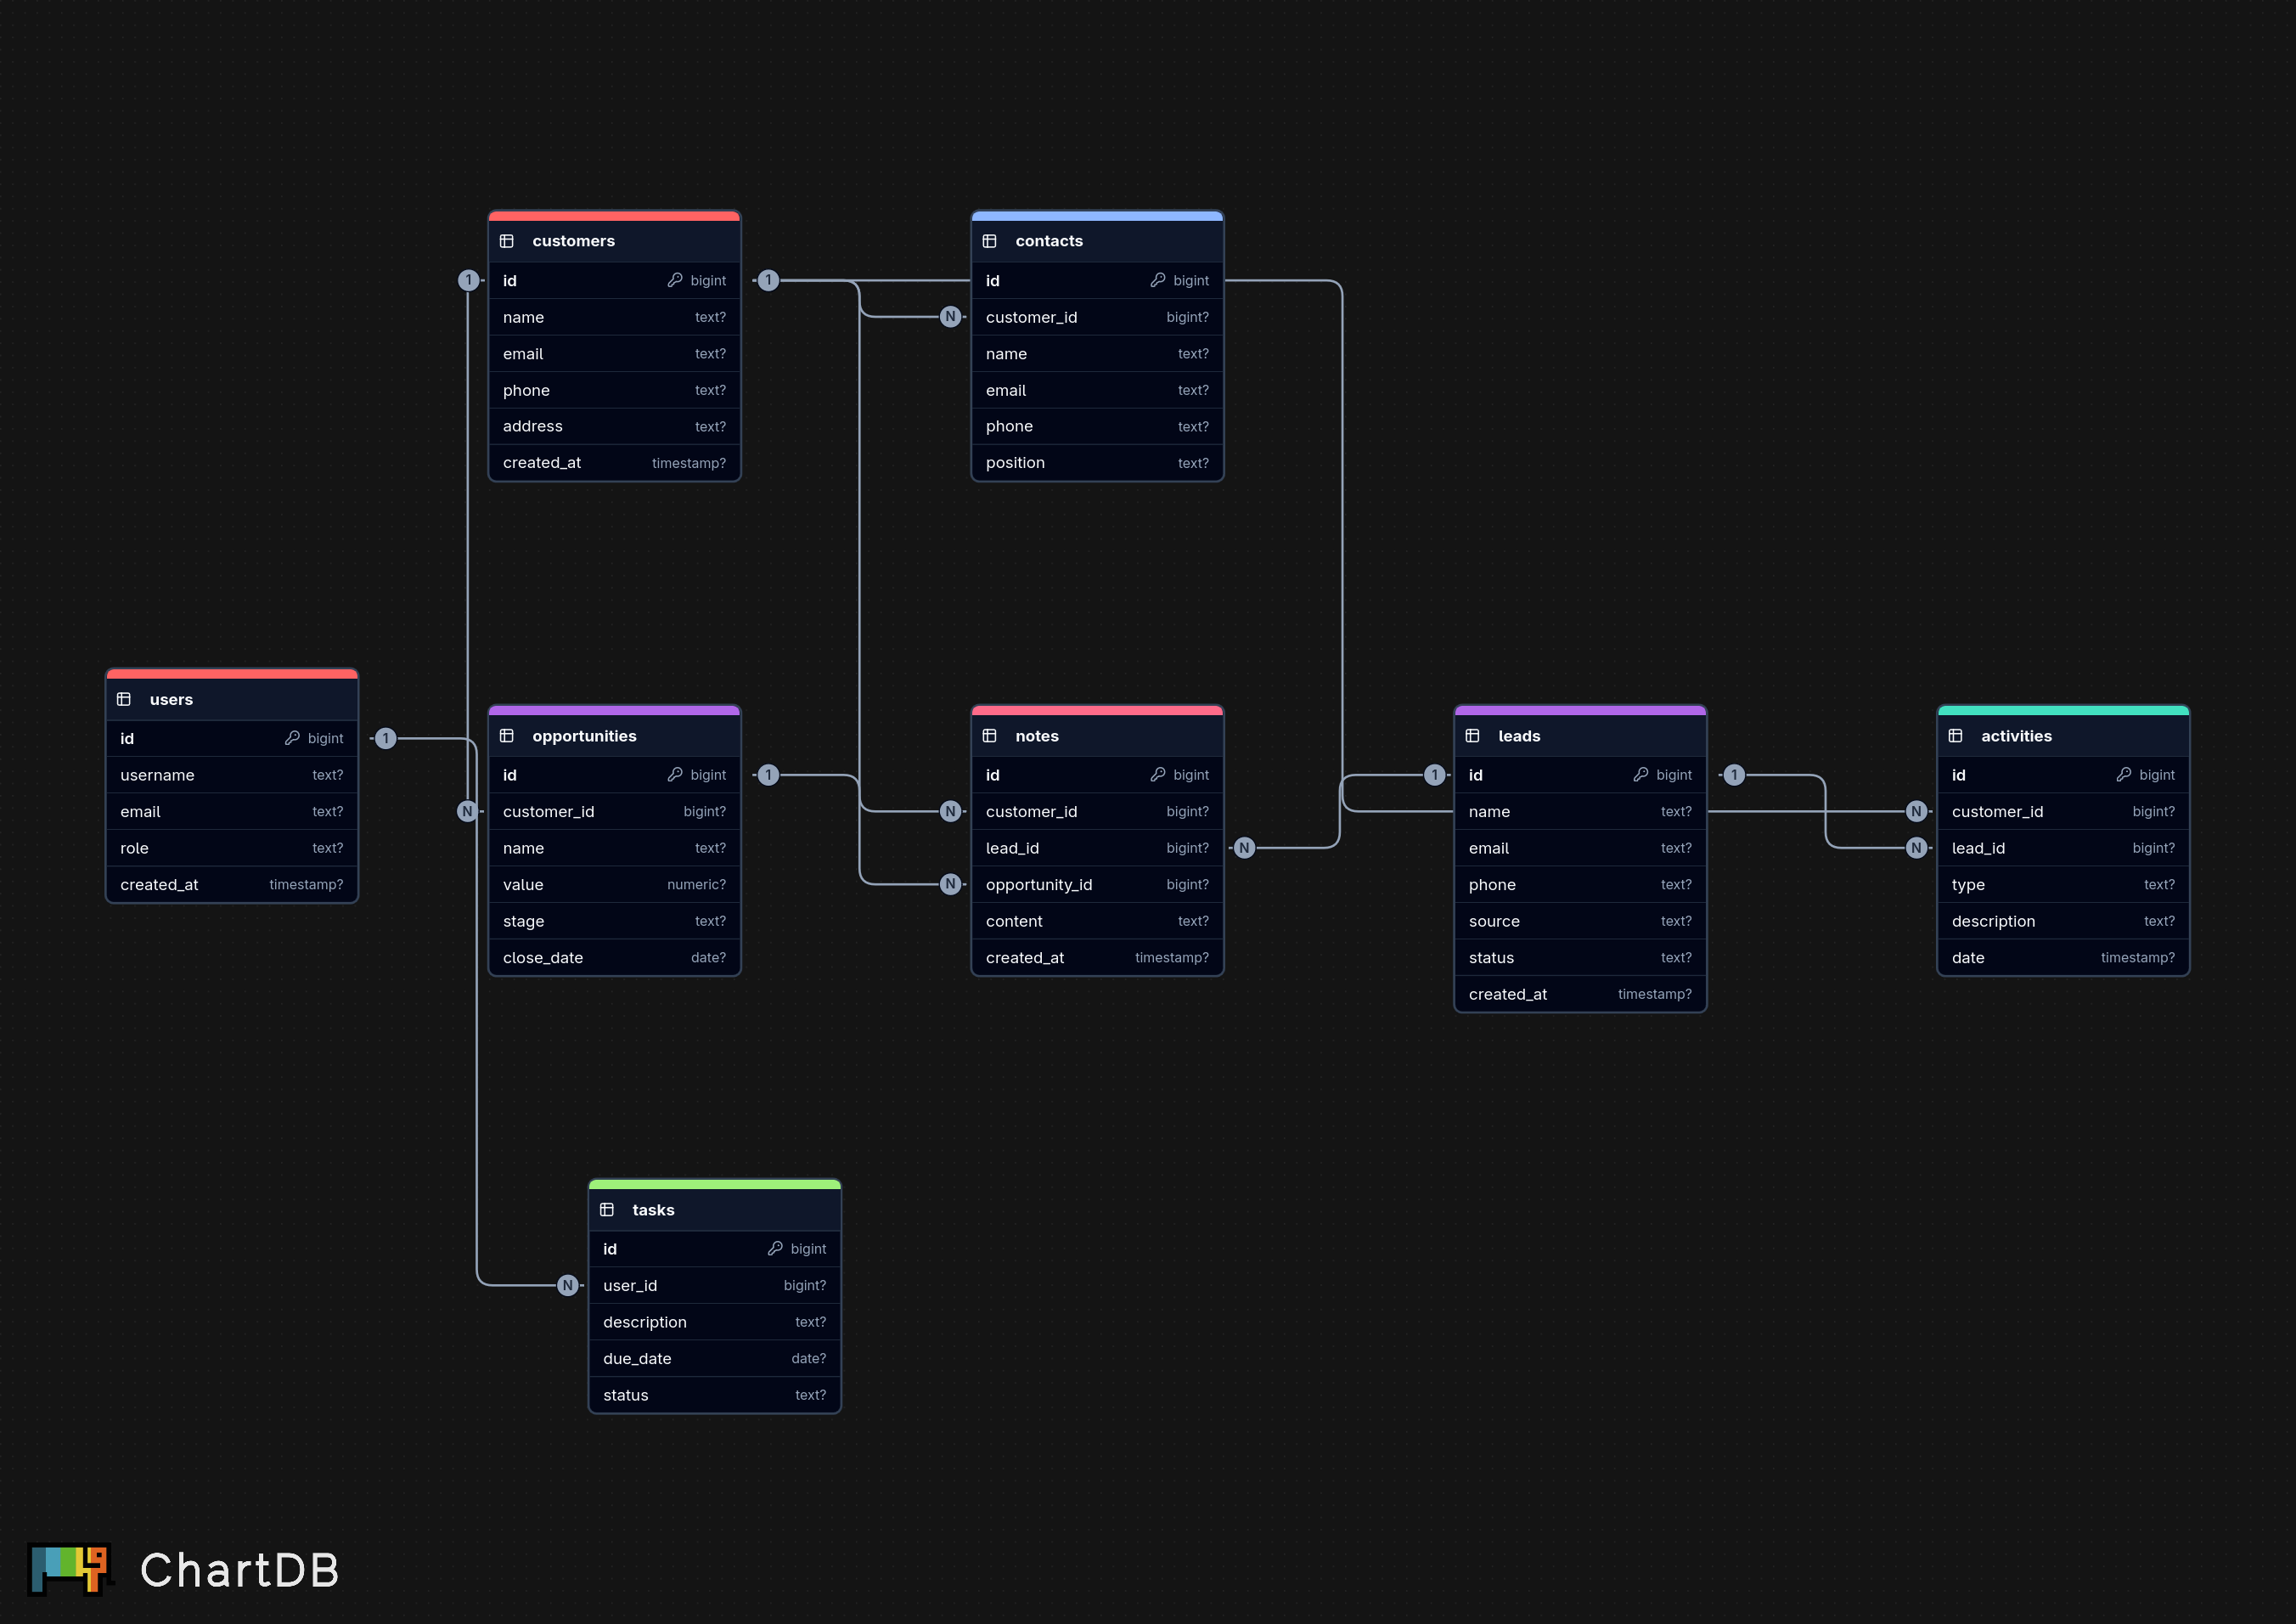 customers
id bigint
name text?
email text?
phone text?
address text?
created_at timestamp?
1
1
contacts
id bigint
customer_id bigint?
name text?
email text?
phone text?
position text?
N
users
id bigint
username text?
email text?
role text?
created_at timestamp?
1
opportunities
id bigint
customer_id bigint?
name text?
value numeric?
stage text?
close_date date?
N
1
notes
id bigint
customer_id bigint?
lead_id bigint?
opportunity_id bigint?
content text?
created_at timestamp?
N
N
N
leads
id bigint
name text?
email text?
phone text?
source text?
status text?
created_at timestamp?
1
1
activities
id bigint
customer_id bigint?
lead_id bigint?
type text?
description text?
date timestamp?
N
N
tasks
id bigint
user_id bigint?
description text?
due_date date?
status text?
N
ChartDB